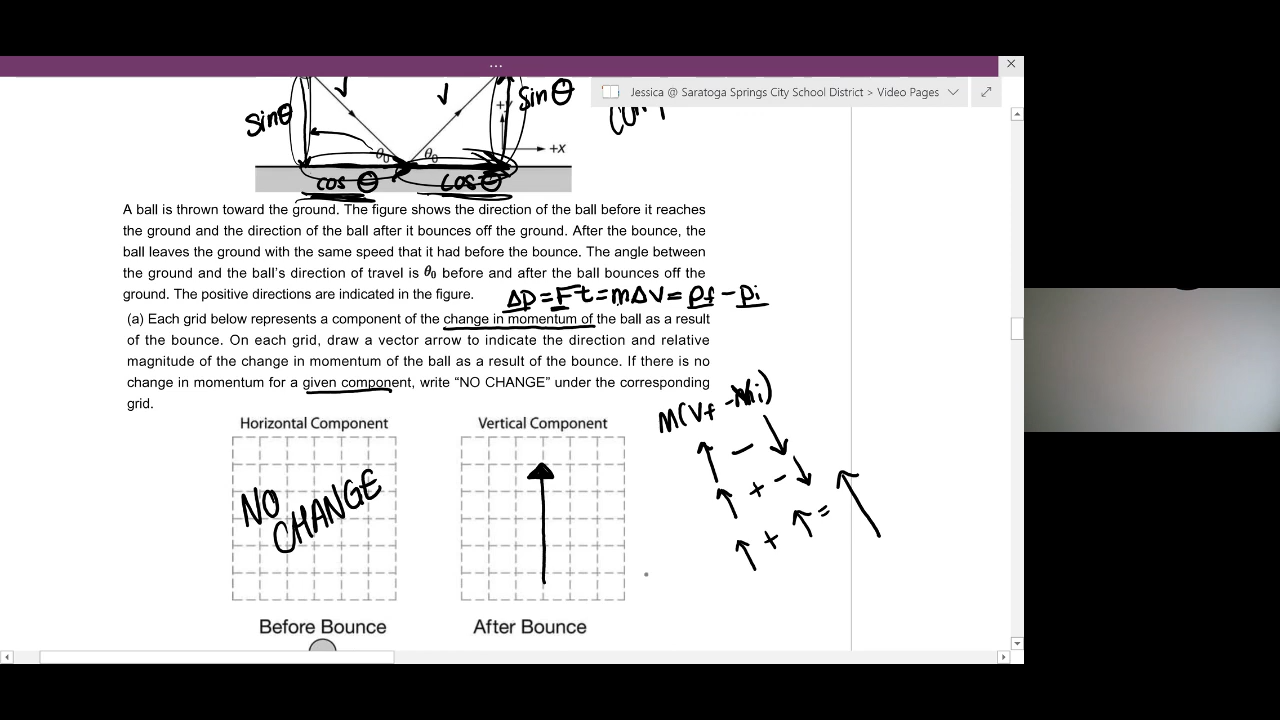 ...
Jessica @ Saratoga Springs City School District > Video Pages
v v
sinθ sinθ
+y
θ₀ θ₀ +x
cos θ cosθ
A ball is thrown toward the ground. The figure shows the direction of the ball before it reaches
the ground and the direction of the ball after it bounces off the ground. After the bounce, the
ball leaves the ground with the same speed that it had before the bounce. The angle between
the ground and the ball's direction of travel is θ₀ before and after the ball bounces off the
ground. The positive directions are indicated in the figure.
Δp = Ft = mΔv = pf - pi
(a) Each grid below represents a component of the change in momentum of the ball as a result
of the bounce. On each grid, draw a vector arrow to indicate the direction and relative
magnitude of the change in momentum of the ball as a result of the bounce. If there is no
change in momentum for a given component, write “NO CHANGE” under the corresponding
grid.
Horizontal Component Vertical Component
NO
CHANGE
m(vf - vi)
↑ - ↓
↑ + - ↓
↑ + ↑ = ↑
Before Bounce After Bounce